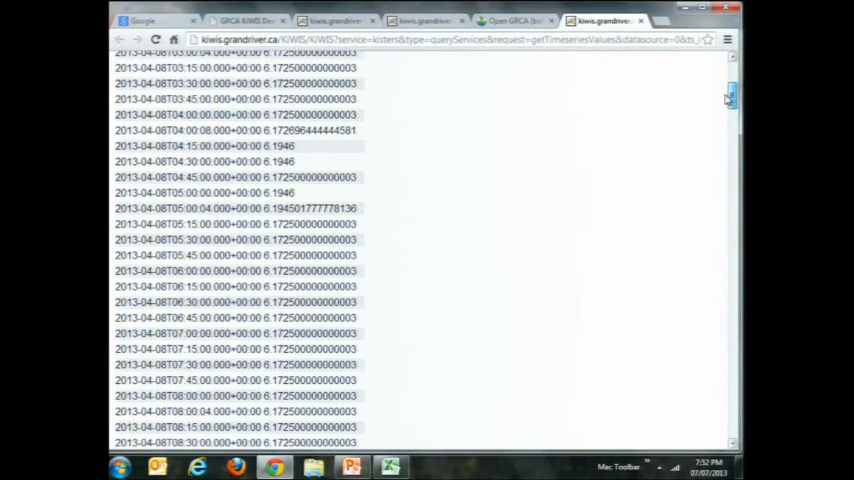 Google
GRCA KiWIS De
kiwis.grandriver.
kiwis.grandriver.
Open GRCA (be
kiwis.grandriver.
kiwis.grandriver.ca/KiWIS/KiWIS?service=kisters&type=queryServices&request=getTimeseriesValues&datasource=0&ts_i
2013-04-08T03:00:04.000+00:00 6.172500000000003
2013-04-08T03:15:00.000+00:00 6.172500000000003
2013-04-08T03:30:00.000+00:00 6.172500000000003
2013-04-08T03:45:00.000+00:00 6.172500000000003
2013-04-08T04:00:00.000+00:00 6.172500000000003
2013-04-08T04:00:08.000+00:00 6.172696444444581
2013-04-08T04:15:00.000+00:00 6.1946
2013-04-08T04:30:00.000+00:00 6.1946
2013-04-08T04:45:00.000+00:00 6.172500000000003
2013-04-08T05:00:00.000+00:00 6.1946
2013-04-08T05:00:04.000+00:00 6.194501777778136
2013-04-08T05:15:00.000+00:00 6.172500000000003
2013-04-08T05:30:00.000+00:00 6.172500000000003
2013-04-08T05:45:00.000+00:00 6.172500000000003
2013-04-08T06:00:00.000+00:00 6.172500000000003
2013-04-08T06:15:00.000+00:00 6.172500000000003
2013-04-08T06:30:00.000+00:00 6.172500000000003
2013-04-08T06:45:00.000+00:00 6.172500000000003
2013-04-08T07:00:00.000+00:00 6.172500000000003
2013-04-08T07:15:00.000+00:00 6.172500000000003
2013-04-08T07:30:00.000+00:00 6.172500000000003
2013-04-08T07:45:00.000+00:00 6.172500000000003
2013-04-08T08:00:00.000+00:00 6.172500000000003
2013-04-08T08:00:04.000+00:00 6.172500000000003
2013-04-08T08:15:00.000+00:00 6.172500000000003
2013-04-08T08:30:00.000+00:00 6.172500000000003
Mac Toolbar
7:52 PM
07/07/2013